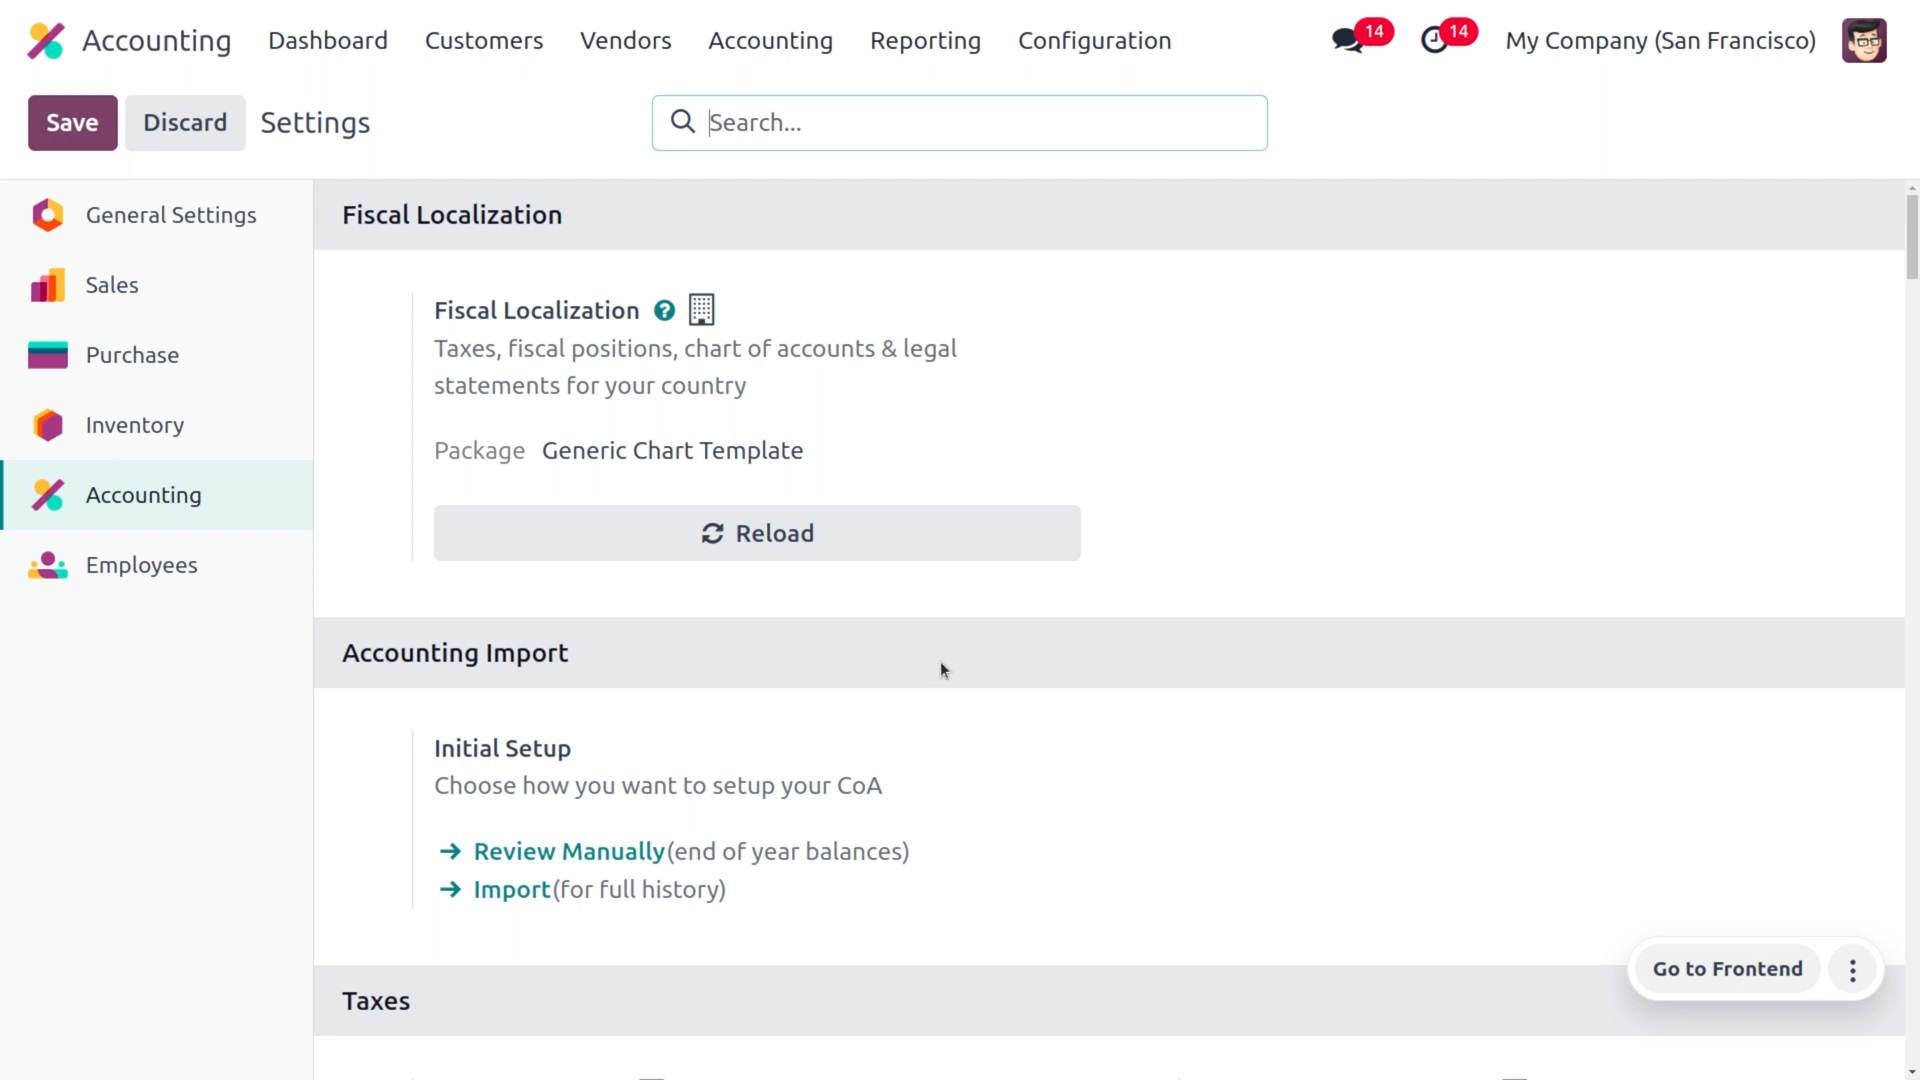 Accounting Dashboard Customers Vendors Accounting Reporting Configuration 14 14 My Company (San Francisco)
Save Discard Settings Search...
General Settings
Sales
Purchase
Inventory
Accounting
Employees
Fiscal Localization
Fiscal Localization ?
Taxes, fiscal positions, chart of accounts & legal
statements for your country
Package Generic Chart Template
Reload
Accounting Import
Initial Setup
Choose how you want to setup your CoA
Review Manually(end of year balances)
Import(for full history)
Go to Frontend
Taxes